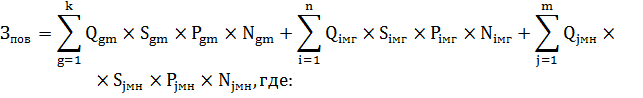 З_пов = ∑_{g=1}^{k} Q_gm × S_gm × P_gm × N_gm + ∑_{i=1}^{n} Q_iмг × S_iмг × P_iмг × N_iмг + ∑_{j=1}^{m} Q_jмн ×
× S_jмн × P_jмн × N_jмн, где: